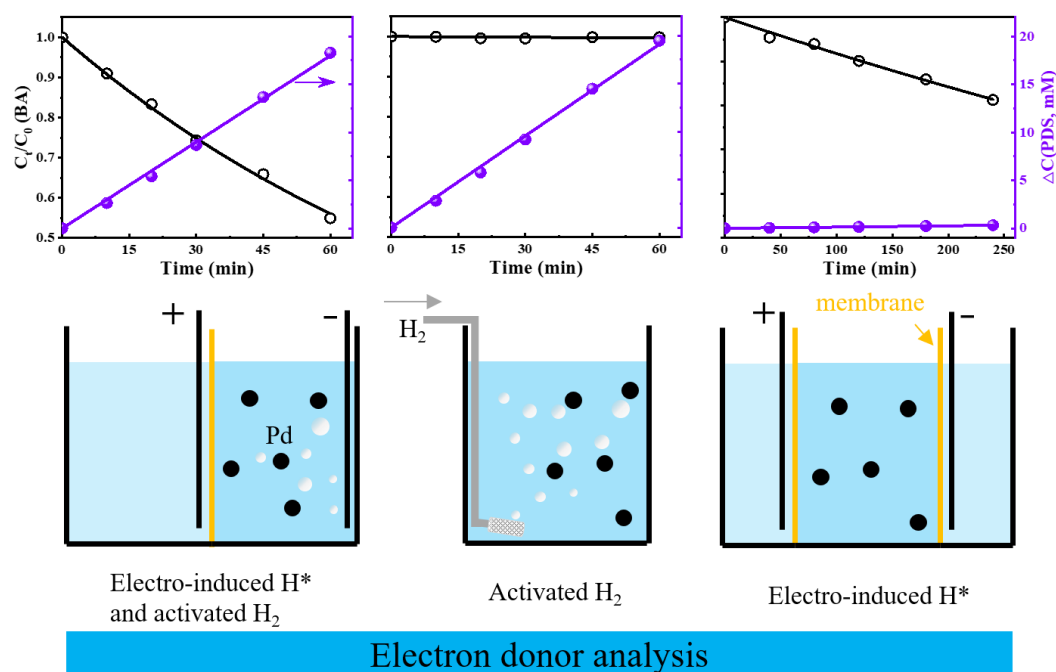 1.0
0.9
0.8
0.7
0.6
0.5
Cₜ/C₀ (BA)
0 15 30 45 60
Time (min)
0 15 30 45 60
Time (min)
0 50 100 150 200 250
Time (min)
20
15
10
5
0
△C(PDS, mM)
+
−
Pd
H₂
membrane
+
−
Electro-induced H*
and activated H₂
Activated H₂
Electro-induced H*
Electron donor analysis